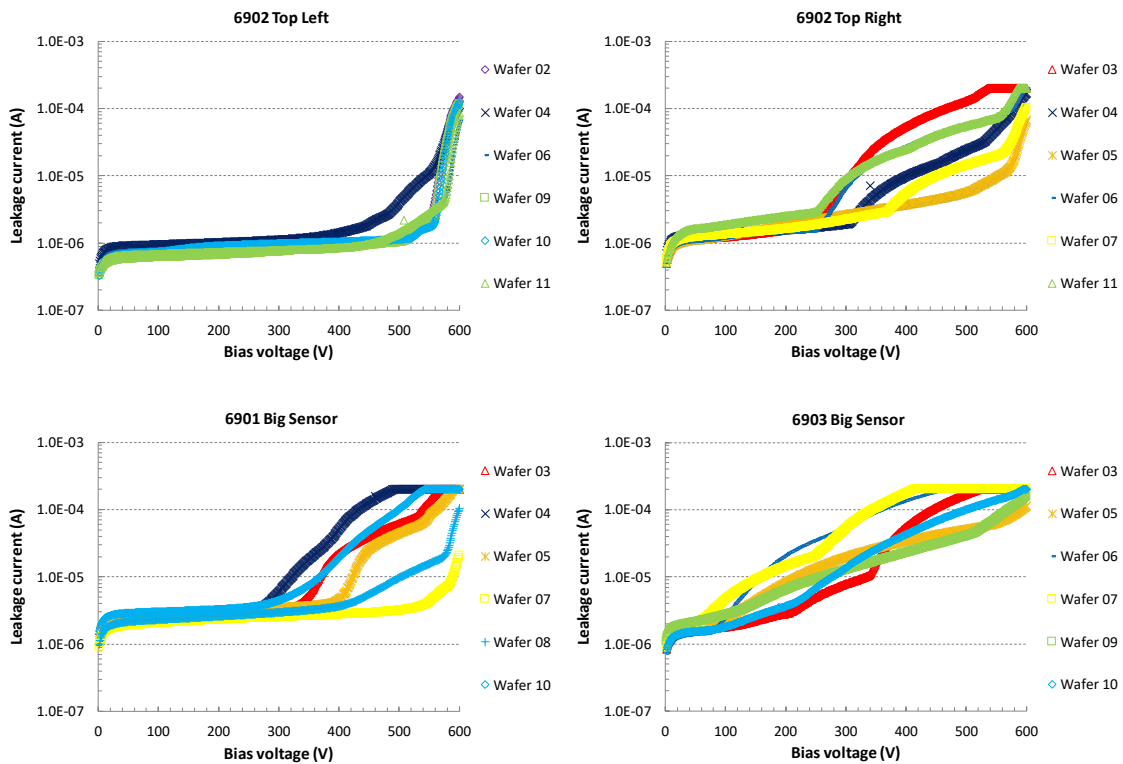 6902 Top Left
1.0E-03
1.0E-04
1.0E-05
1.0E-06
1.0E-07
Leakage current (A)
0 100 200 300 400 500 600
Bias voltage (V)
Wafer 02
Wafer 04
Wafer 06
Wafer 09
Wafer 10
Wafer 11
6902 Top Right
1.0E-03
1.0E-04
1.0E-05
1.0E-06
1.0E-07
Leakage current (A)
0 100 200 300 400 500 600
Bias voltage (V)
Wafer 03
Wafer 04
Wafer 05
Wafer 06
Wafer 07
Wafer 11
6901 Big Sensor
1.0E-03
1.0E-04
1.0E-05
1.0E-06
1.0E-07
Leakage current (A)
0 100 200 300 400 500 600
Bias voltage (V)
Wafer 03
Wafer 04
Wafer 05
Wafer 07
Wafer 08
Wafer 10
6903 Big Sensor
1.0E-03
1.0E-04
1.0E-05
1.0E-06
1.0E-07
Leakage current (A)
0 100 200 300 400 500 600
Bias voltage (V)
Wafer 03
Wafer 05
Wafer 06
Wafer 07
Wafer 09
Wafer 10